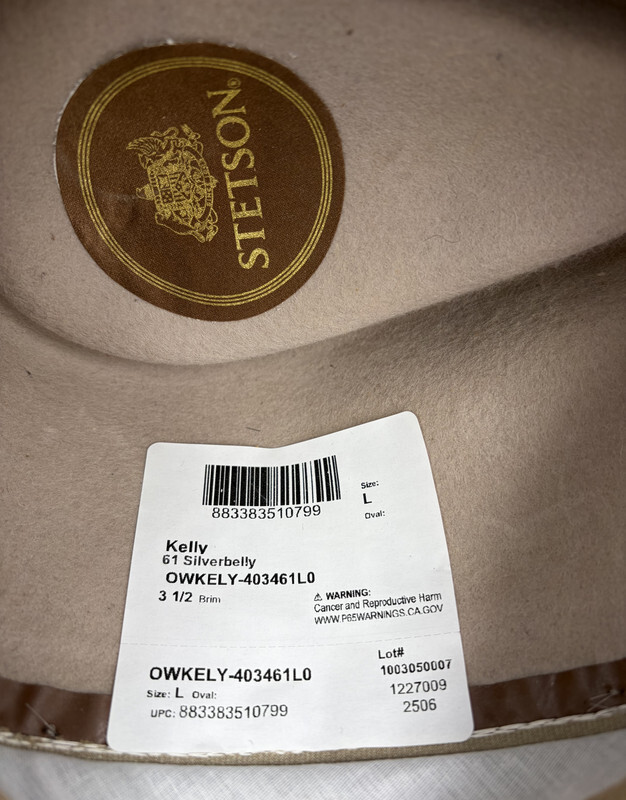 STETSON®
883383510799
Size:
L
Oval:
Kelly
61 Silverbelly
OWKELY-403461L0
3 1/2 Brim
⚠ WARNING:
Cancer and Reproductive Harm
WWW.P65WARNINGS.CA.GOV
OWKELY-403461L0
Size: L Oval:
UPC: 883383510799
Lot#
1003050007
1227009
2506